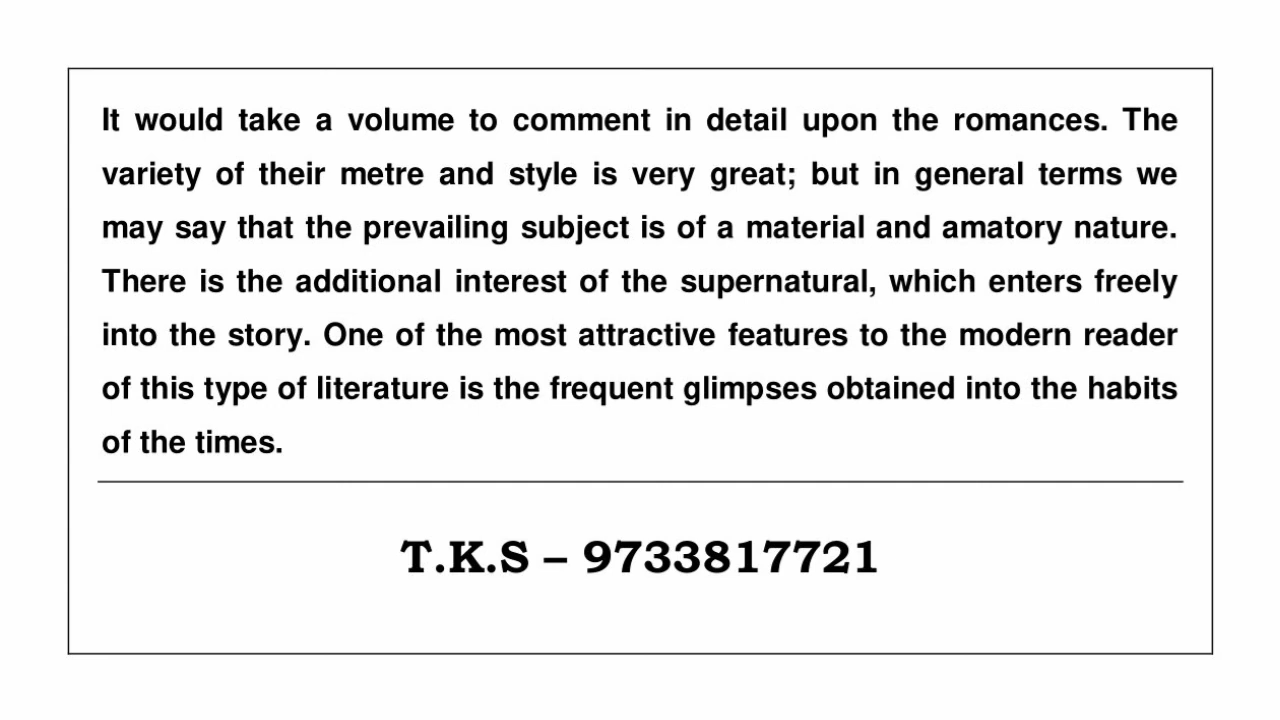 It would take a volume to comment in detail upon the romances. The
variety of their metre and style is very great; but in general terms we
may say that the prevailing subject is of a material and amatory nature.
There is the additional interest of the supernatural, which enters freely
into the story. One of the most attractive features to the modern reader
of this type of literature is the frequent glimpses obtained into the habits
of the times.
T.K.S – 9733817721